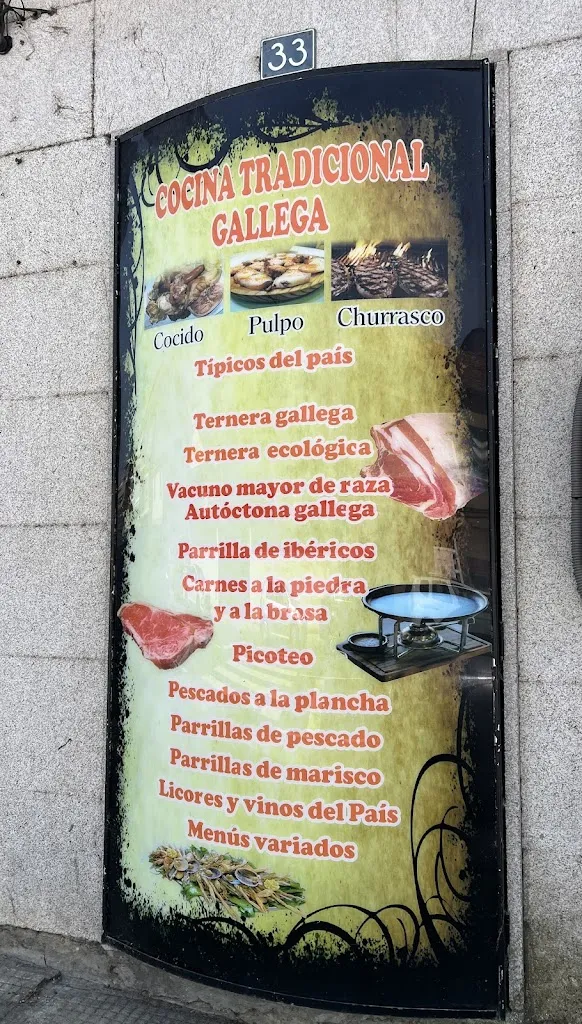 33
COCINA TRADICIONAL
GALLEGA
Cocido Pulpo Churrasco
Típicos del país
Ternera gallega
Ternera ecológica
Vacuno mayor de raza
Autóctona gallega
Parrilla de ibéricos
Carnes a la piedra
y a la brasa
Picoteo
Pescados a la plancha
Parrillas de pescado
Parrillas de marisco
Licores y vinos del País
Menús variados